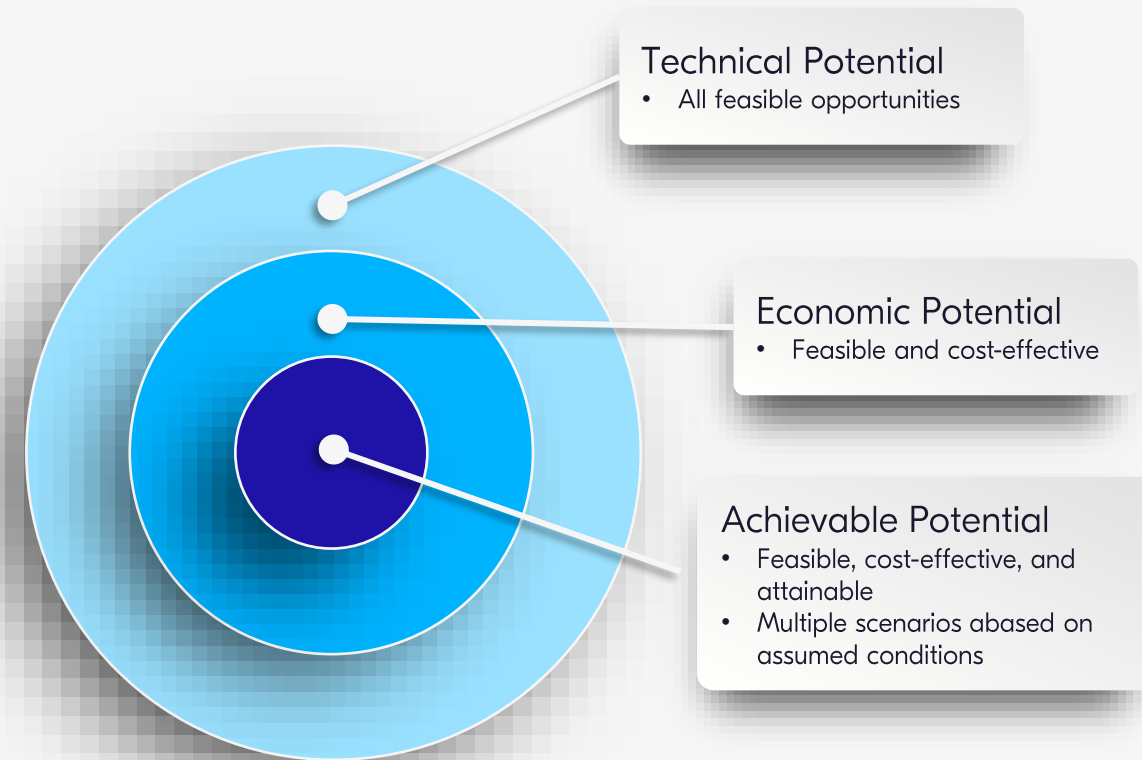 Technical Potential
• All feasible opportunities
Economic Potential
• Feasible and cost-effective
Achievable Potential
• Feasible, cost-effective, and
attainable
• Multiple scenarios abased on
assumed conditions